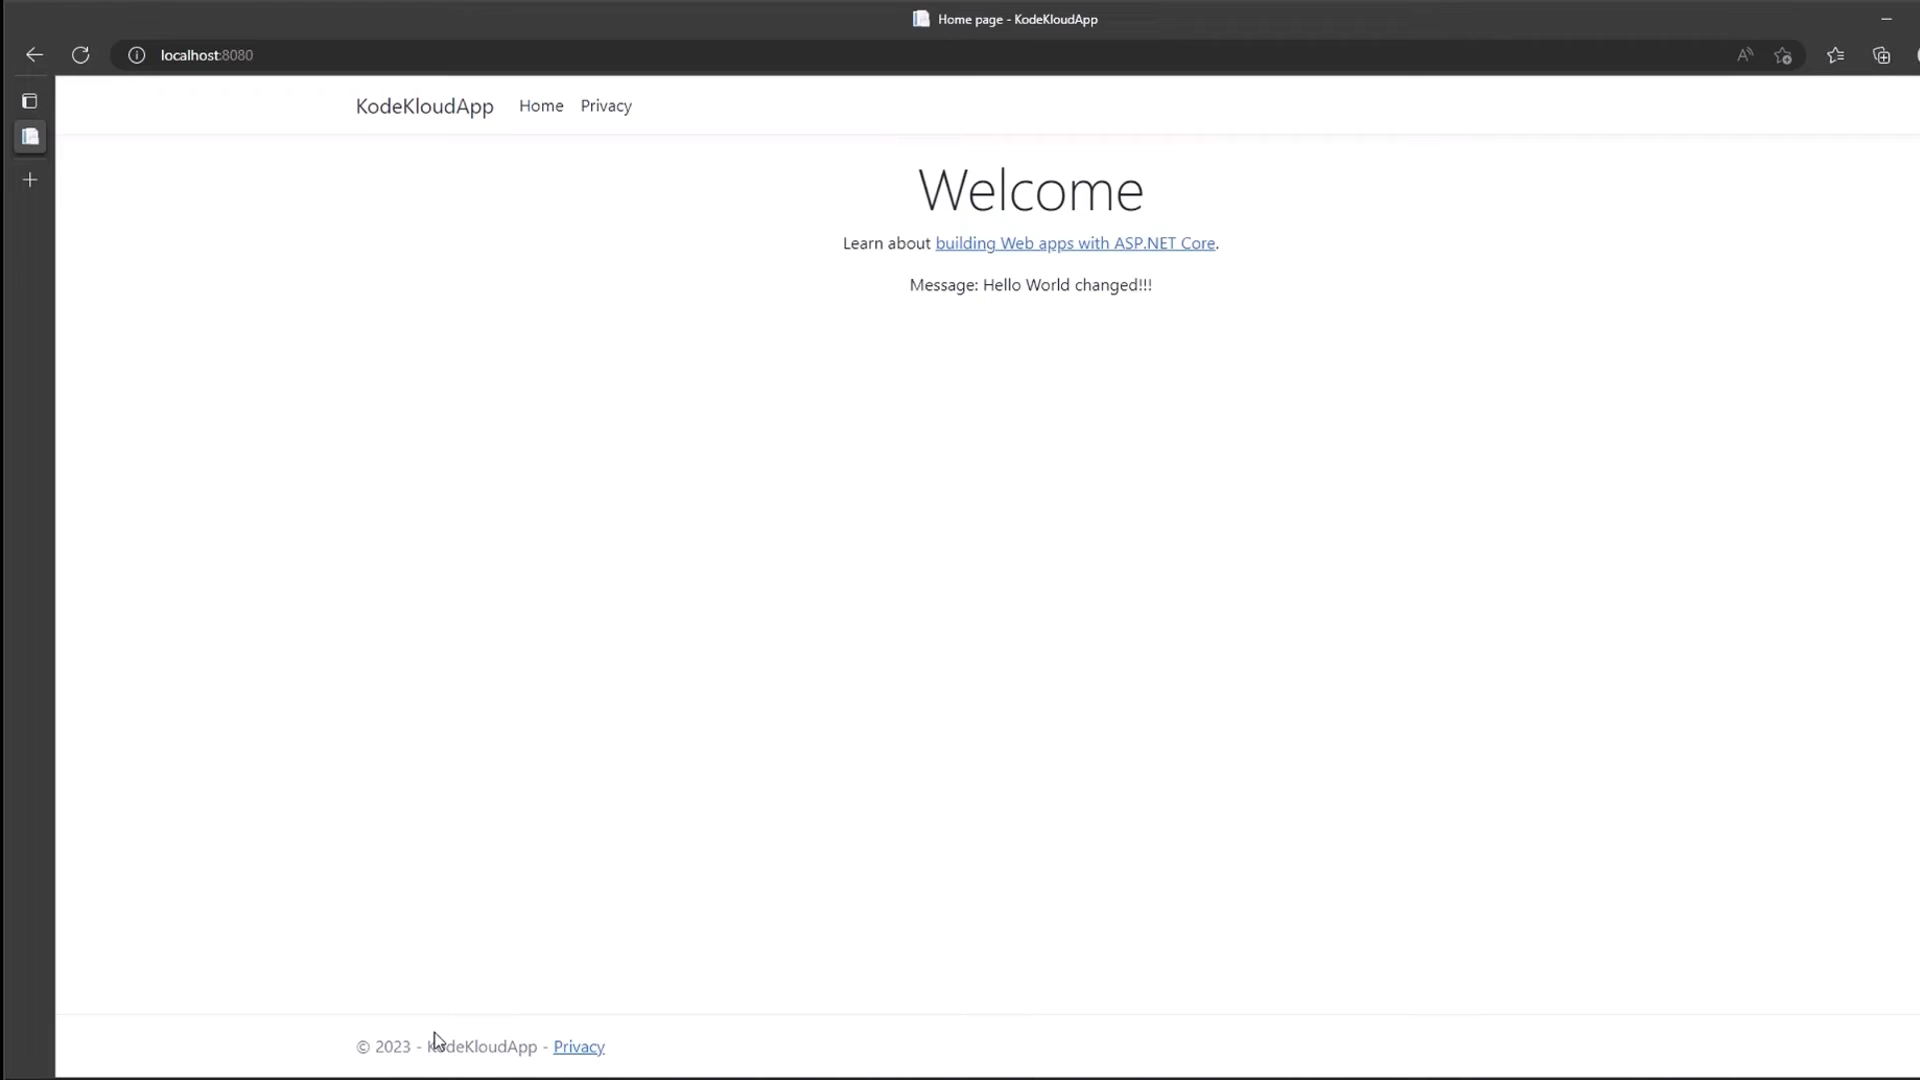 Home page - KodeKloudApp
localhost:8080
KodeKloudApp Home Privacy
Welcome
Learn about building Web apps with ASP.NET Core.
Message: Hello World changed!!!
© 2023 - KodeKloudApp - Privacy